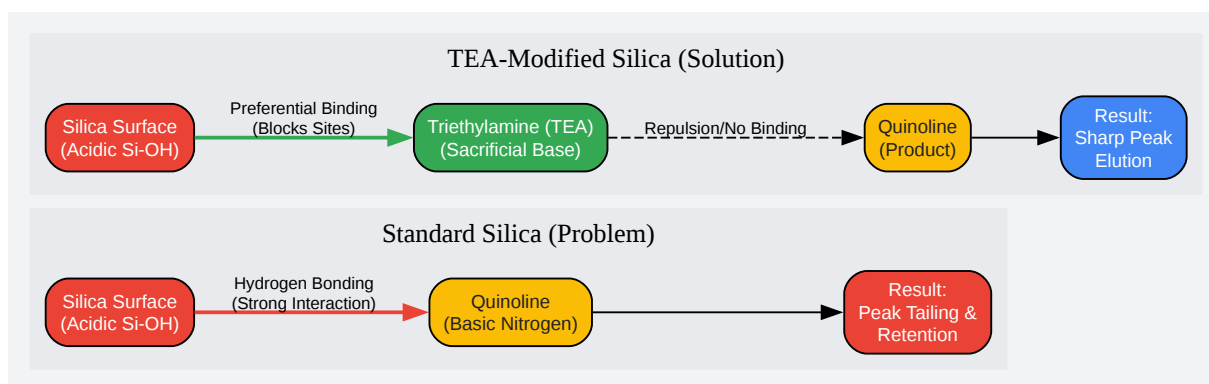 TEA-Modified Silica (Solution)
Silica Surface
(Acidic Si-OH)
Preferential Binding
(Blocks Sites)
Triethylamine (TEA)
(Sacrificial Base)
Repulsion/No Binding
Quinoline
(Product)
Result:
Sharp Peak
Elution
Standard Silica (Problem)
Silica Surface
(Acidic Si-OH)
Hydrogen Bonding
(Strong Interaction)
Quinoline
(Basic Nitrogen)
Result:
Peak Tailing &
Retention